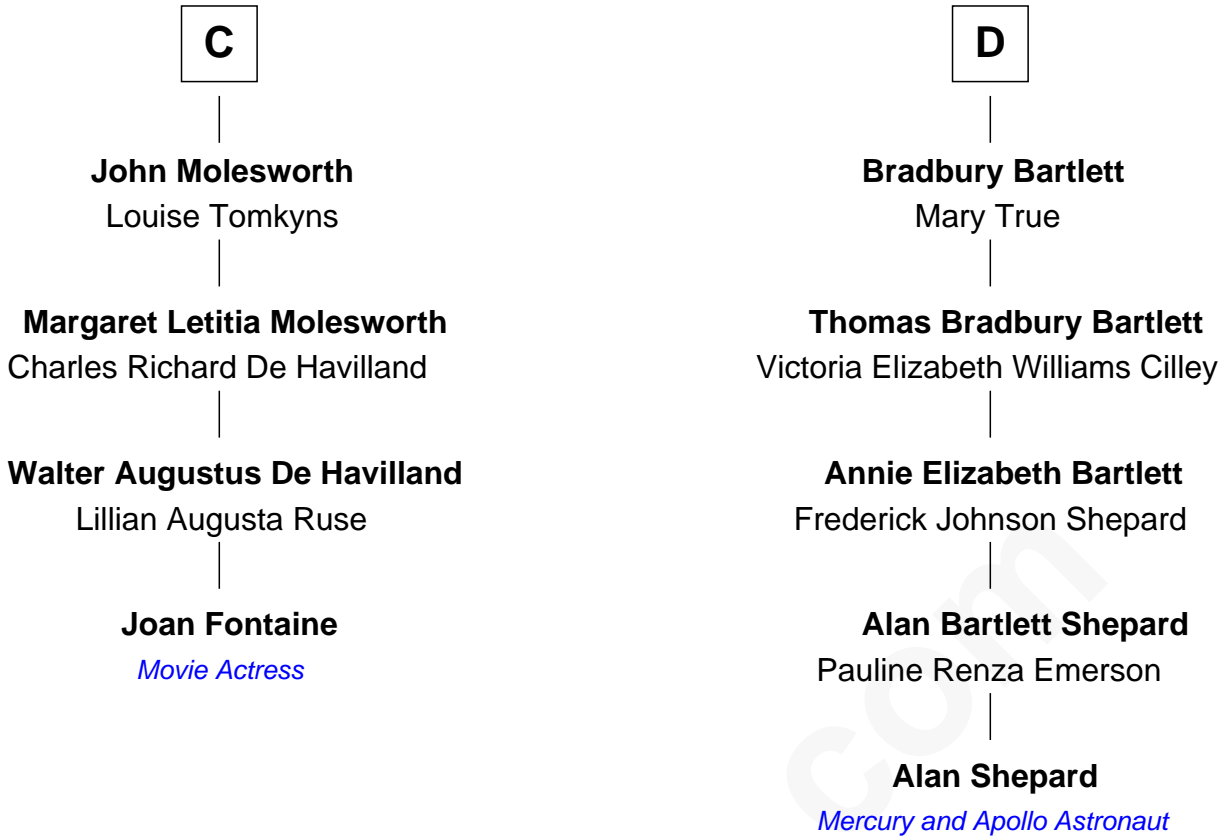 C
John Molesworth
Louise Tomkyns
Margaret Letitia Molesworth
Charles Richard De Havilland
Walter Augustus De Havilland
Lillian Augusta Ruse
Joan Fontaine
Movie Actress
D
Bradbury Bartlett
Mary True
Thomas Bradbury Bartlett
Victoria Elizabeth Williams Cilley
Annie Elizabeth Bartlett
Frederick Johnson Shepard
Alan Bartlett Shepard
Pauline Renza Emerson
Alan Shepard
Mercury and Apollo Astronaut
com